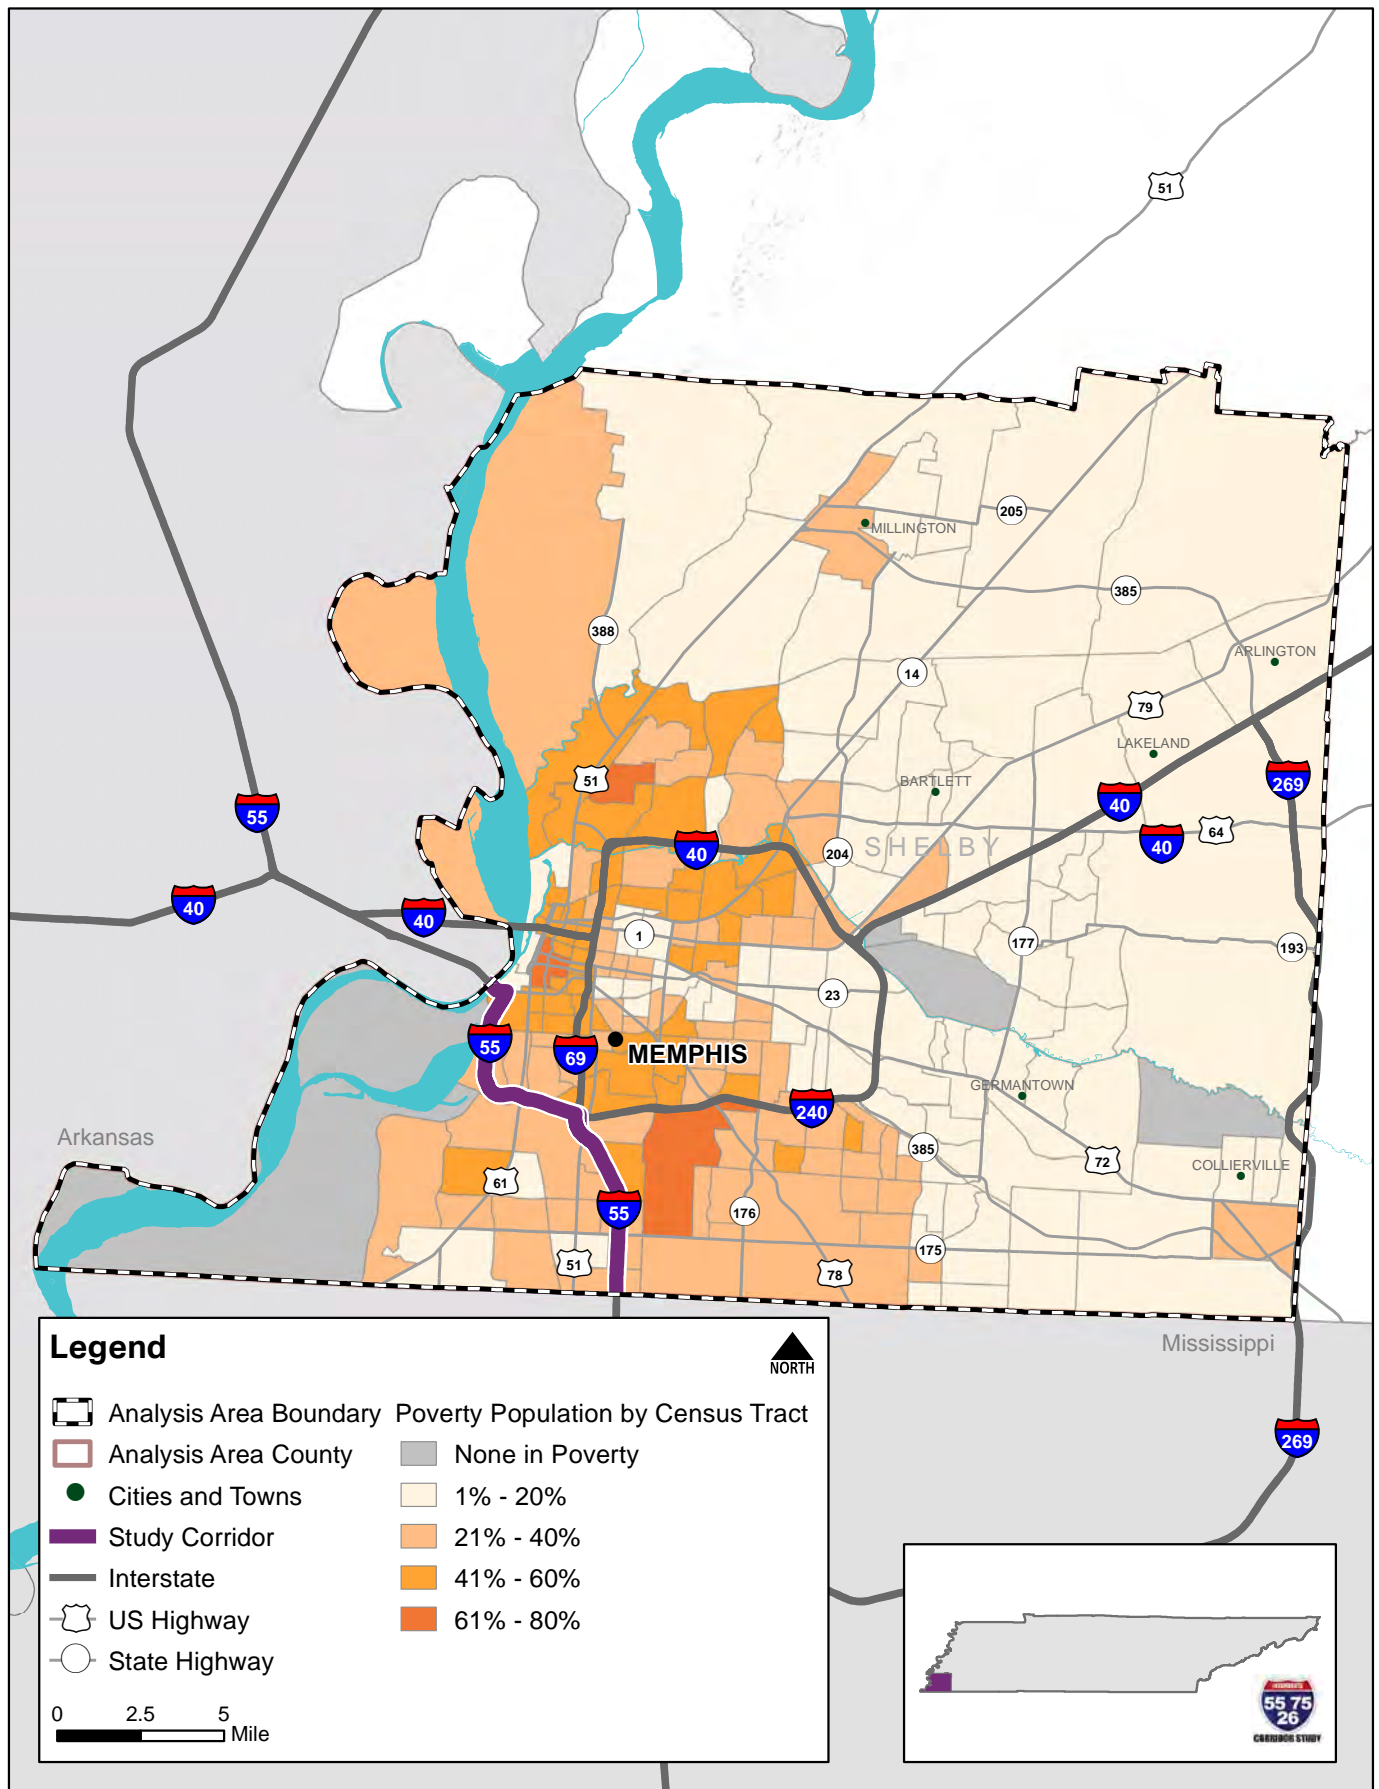 51
205
MILLINGTON
385
388
ARLINGTON
14
79
LAKELAND
51
BARTLETT
269
55
40
64
40
40
204
SHELBY
40
40
1
177
193
23
55
69
MEMPHIS
GERMANTOWN
240
Arkansas
385
72
COLLIERVILLE
61
55
176
175
51
78
Mississippi
269
Legend
NORTH
Analysis Area Boundary
Analysis Area County
Cities and Towns
Study Corridor
Interstate
US Highway
State Highway
Poverty Population by Census Tract
None in Poverty
1% - 20%
21% - 40%
41% - 60%
61% - 80%
0 2.5 5
Mile
INTERSTATE
55 75
26
CORRIDOR STUDY